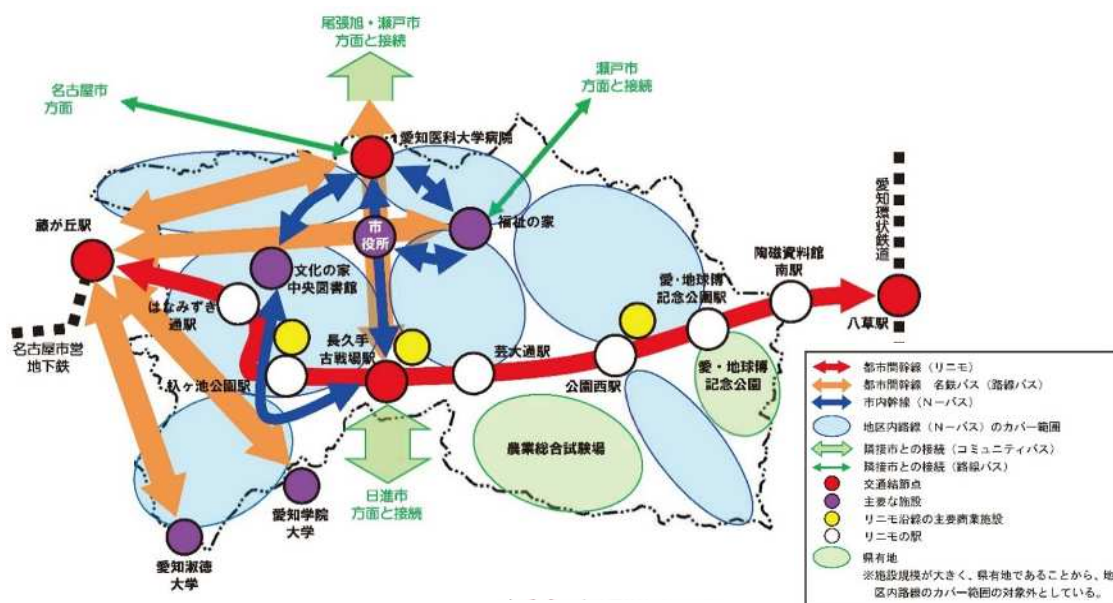 尾張旭・瀬戸市
方面と接続
名古屋市
方面
瀬戸市
方面と接続
愛知医科大学病院
藤が丘駅
市
役所
福祉の家
愛知環状鉄道
文化の家
中央図書館
陶磁資料館
南駅
はなみずき
通駅
愛・地球博
記念公園駅
八草駅
名古屋市営
地下鉄
長久手
古戦場駅
芸大通駅
杁ヶ池公園駅
公園西駅
愛・地球博
記念公園
農業総合試験場
日進市
方面と接続
愛知学院
大学
愛知淑徳
大学
都市間幹線(リニモ)
都市間幹線 名鉄バス(路線バス)
市内幹線(N-バス)
地区内路線(N-バス)のカバー範囲
隣接市との接続(コミュニティバス)
隣接市との接続(路線バス)
交通結節点
主要な施設
リニモ沿線の主要商業施設
リニモの駅
県有地
※施設規模が大きく、県有地であることから、地
区内路線のカバー範囲の対象外としている。